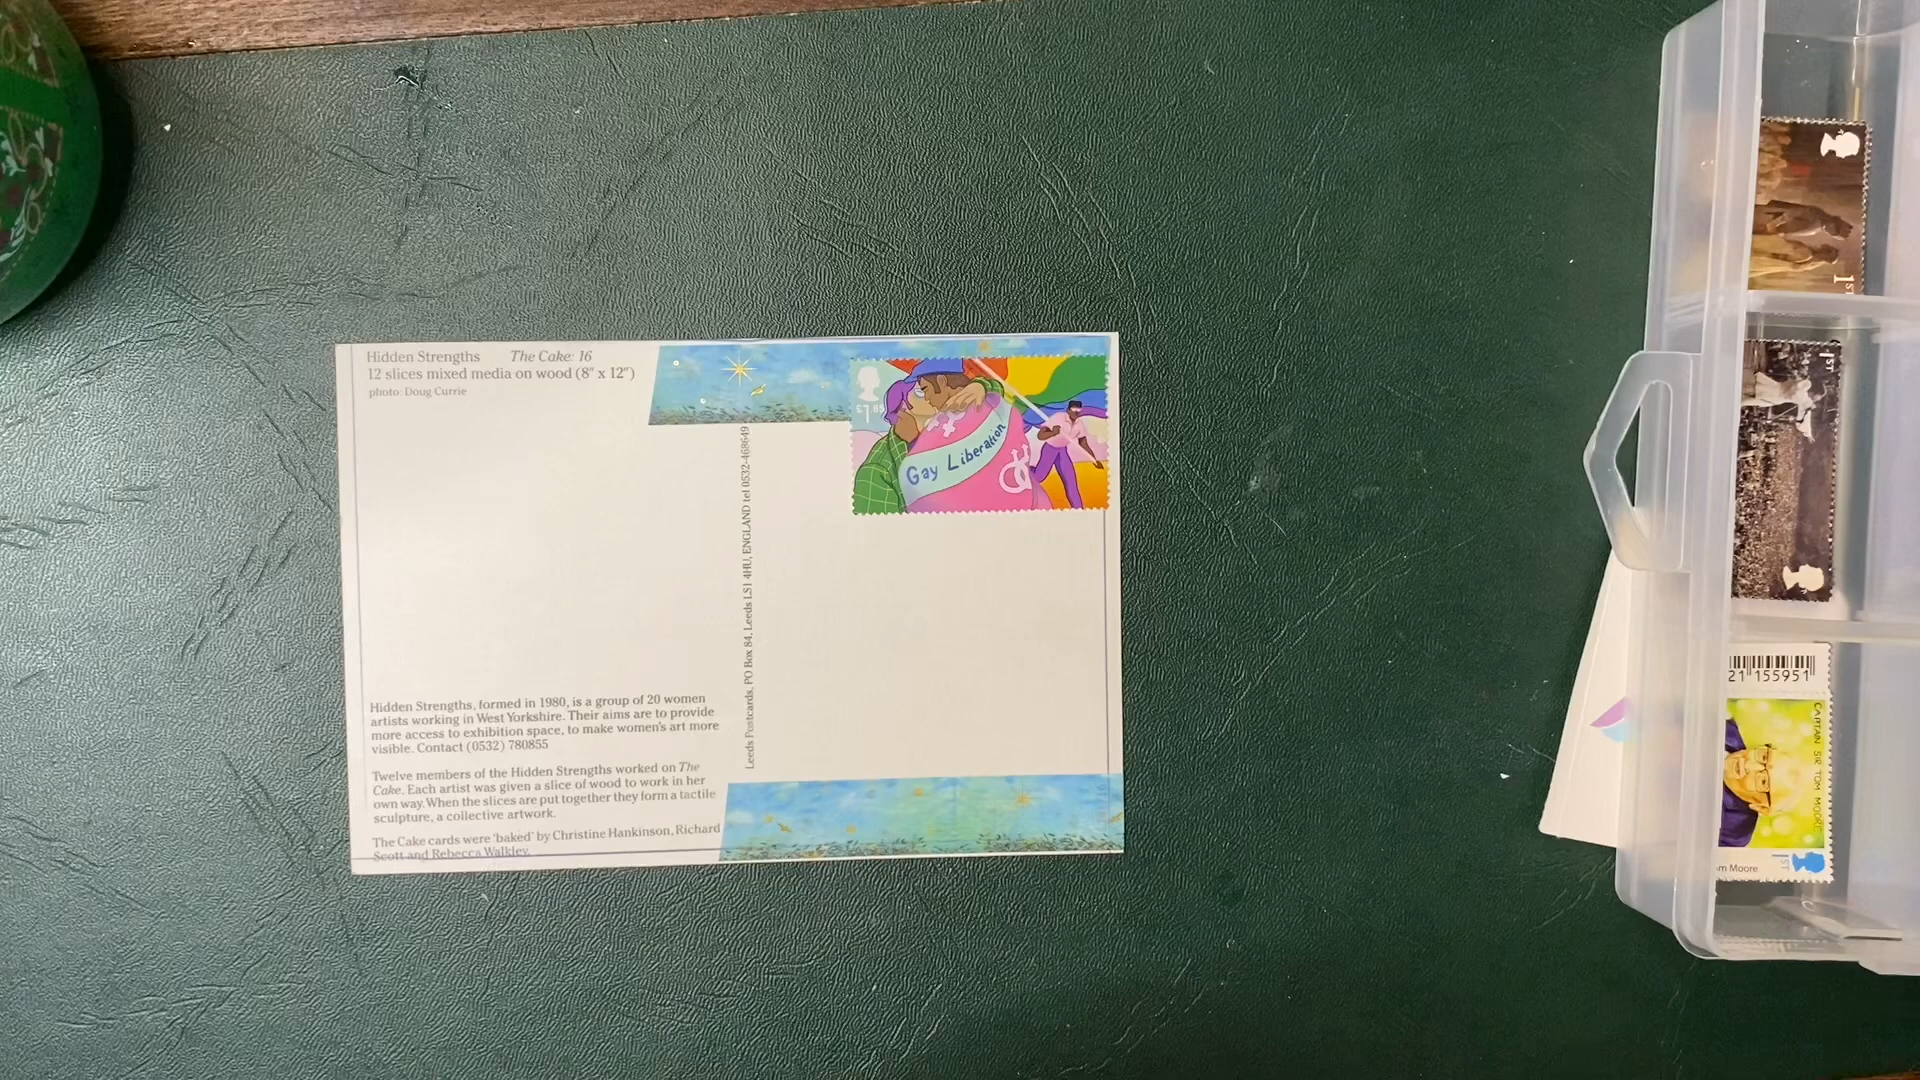 Hidden Strengths The Cake: 16
12 slices mixed media on wood (8" x 12")
photo: Doug Currie
Hidden Strengths, formed in 1980, is a group of 20 women
artists working in West Yorkshire. Their aims are to provide
more access to exhibition space, to make women's art more
visible. Contact (0532) 780855
Twelve members of the Hidden Strengths worked on The
Cake. Each artist was given a slice of wood to work in her
own way. When the slices are put together they form a tactile
sculpture, a collective artwork.
The Cake cards were 'baked' by Christine Hankinson, Richard
Scott and Rebecca Walkley.
Leeds Postcards, PO Box 84, Leeds LS1 4HU, ENGLAND tel 0532-468649
£1.85
Gay Liberation
1ST
1ST
21 155951
CAPTAIN SIR TOM MOORE
1ST
m Moore